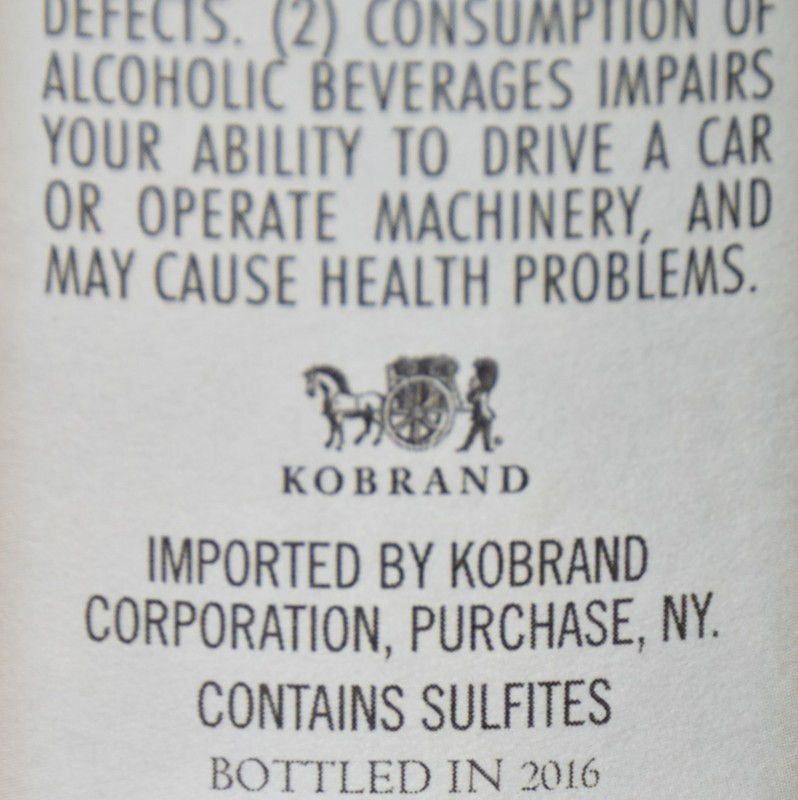 DEFECTS. (2) CONSUMPTION OF
ALCOHOLIC BEVERAGES IMPAIRS
YOUR ABILITY TO DRIVE A CAR
OR OPERATE MACHINERY, AND
MAY CAUSE HEALTH PROBLEMS.
KOBRAND
IMPORTED BY KOBRAND
CORPORATION, PURCHASE, NY.
CONTAINS SULFITES
BOTTLED IN 2016